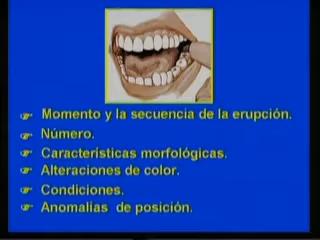 Momento y la secuencia de la erupción.
Número.
Características morfológicas.
Alteraciones de color.
Condiciones.
Anomalías de posición.